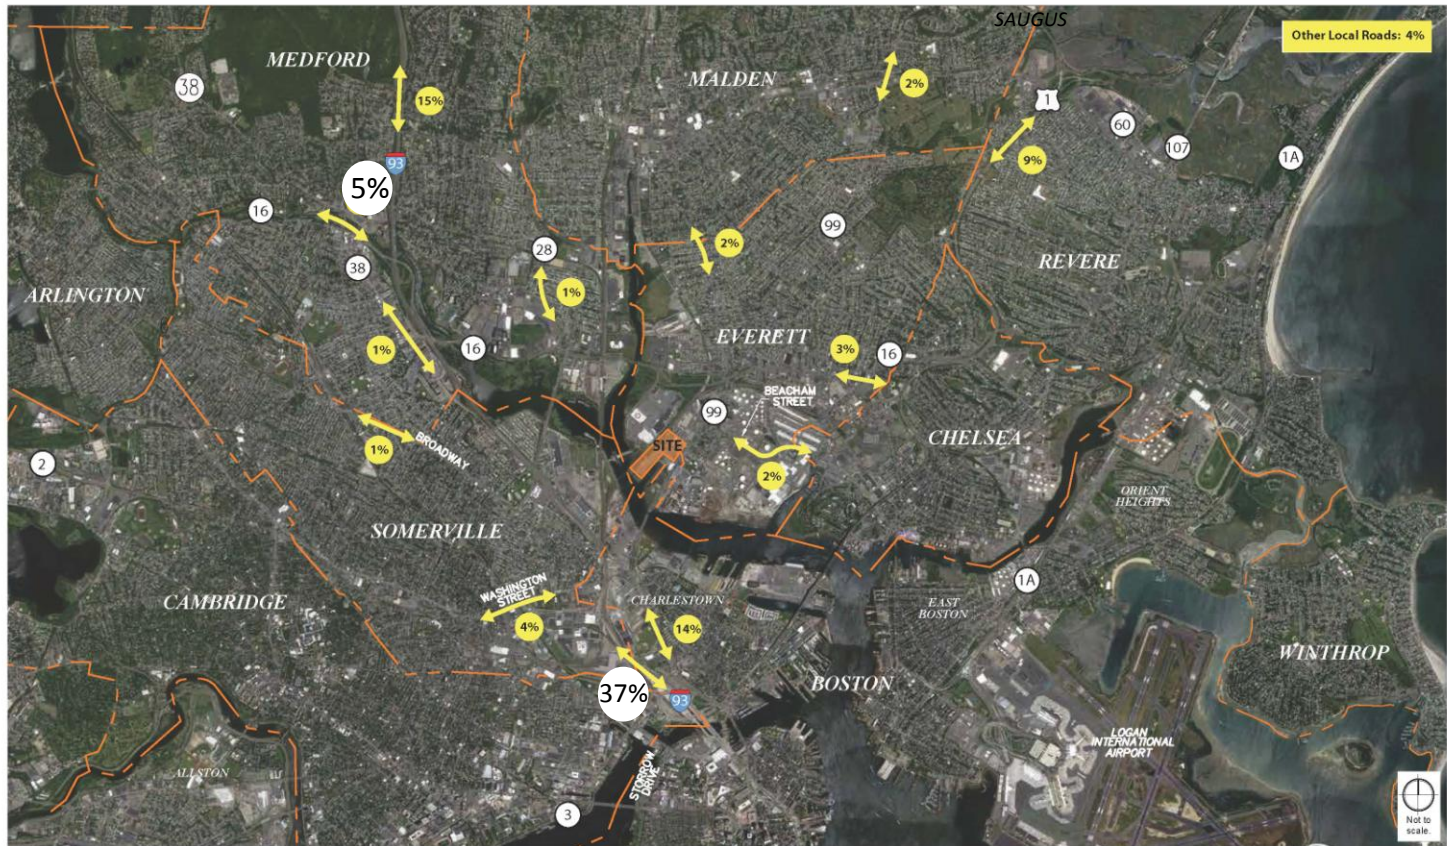 SAUGUS
Other Local Roads: 4%
MEDFORD
38
15%
MALDEN
2%
1
60
107
1A
9%
93
5%
16
38
28
1%
2%
99
REVERE
ARLINGTON
1%
16
EVERETT
3%
16
BEACHAM
STREET
99
SITE
2%
CHELSEA
1%
BROADWAY
2
ORIENT
HEIGHTS
SOMERVILLE
CAMBRIDGE
WASHINGTON
STREET
4%
CHARLESTOWN
14%
EAST
BOSTON
1A
37%
93
BOSTON
WINTHROP
LOGAN
INTERNATIONAL
AIRPORT
ALLSTON
STORROW
DRIVE
3
Not to
scale.